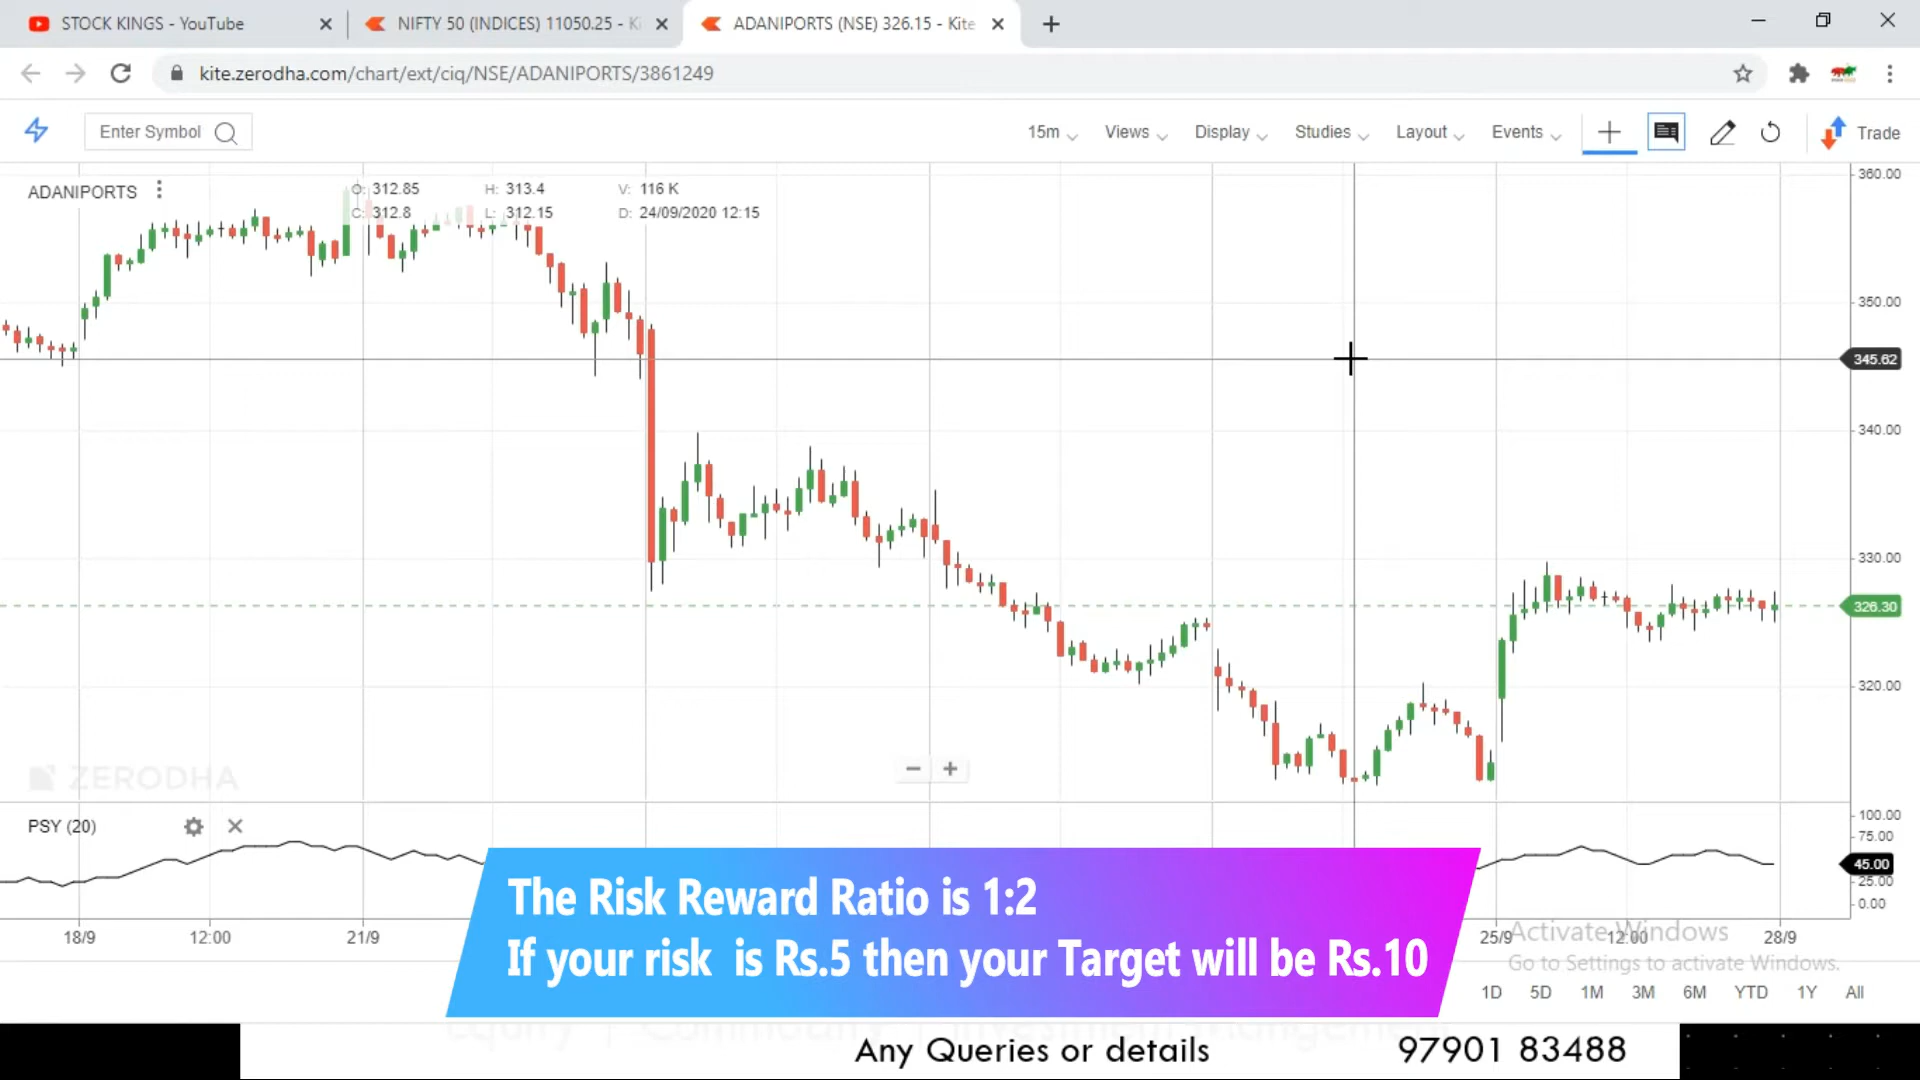 STOCK KINGS - YouTube
NIFTY 50 (INDICES) 11050.25 - Ki
ADANIPORTS (NSE) 326.15 - Kite
kite.zerodha.com/chart/ext/ciq/NSE/ADANIPORTS/3861249
Enter Symbol
15m
Views
Display
Studies
Layout
Events
Trade
ADANIPORTS
O: 312.85 H: 313.4 V: 116 K
C: 312.8 L: 312.15 D: 24/09/2020 12:15
360.00
350.00
345.62
340.00
330.00
326.30
320.00
ZERODHA
PSY (20)
100.00
75.00
45.00
25.00
0.00
The Risk Reward Ratio is 1:2
If your risk is Rs.5 then your Target will be Rs.10
18/9 12:00 21/9 25/9 12:00 28/9
Activate Windows
Go to Settings to activate Windows.
1D 5D 1M 3M 6M YTD 1Y All
Any Queries or details 97901 83488